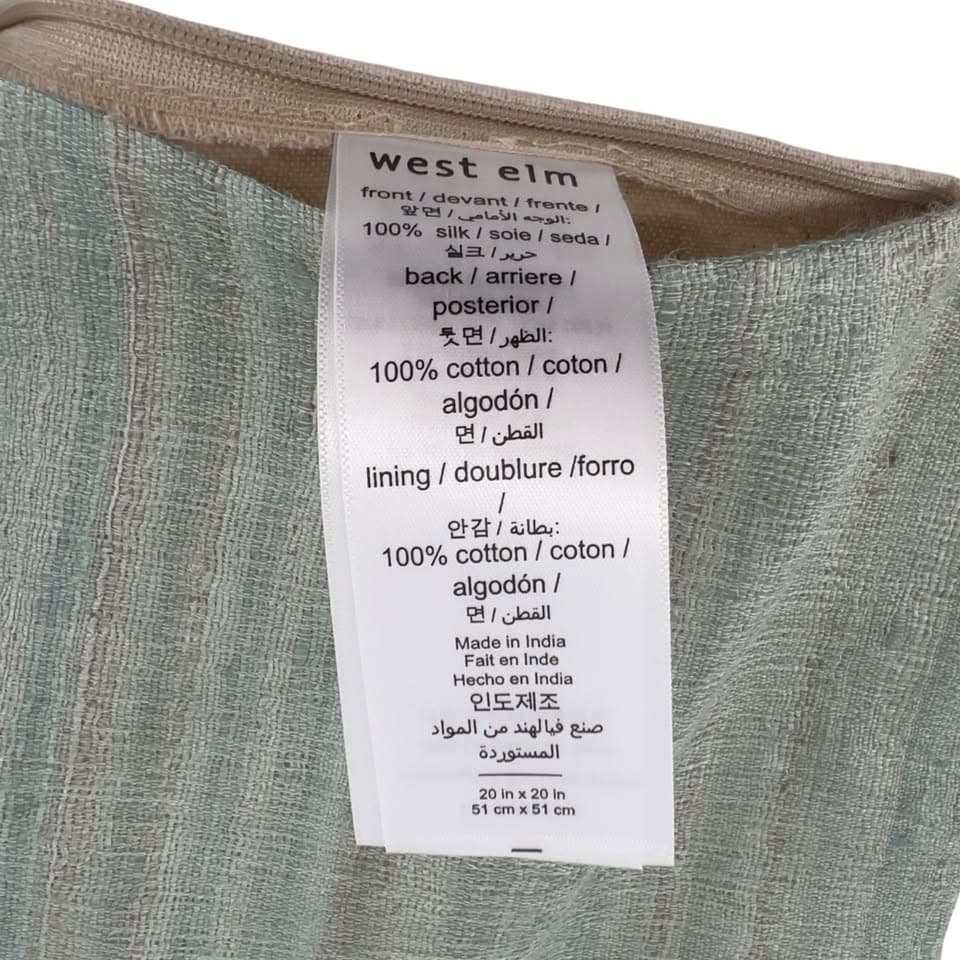 west elm
front / devant / frente /
앞면 / الوجه الأمامي:
100% silk / soie / seda /
실크 / حرير
back / arriere /
posterior /
뒷면 / الظهر:
100% cotton / coton /
algodón /
면 / القطن
lining / doublure /forro
/
안감 / بطانة:
100% cotton / coton /
algodón /
면 / القطن
Made in India
Fait en Inde
Hecho en India
인도제조
صنع فيالهند من المواد
المستوردة
20 in x 20 in
51 cm x 51 cm